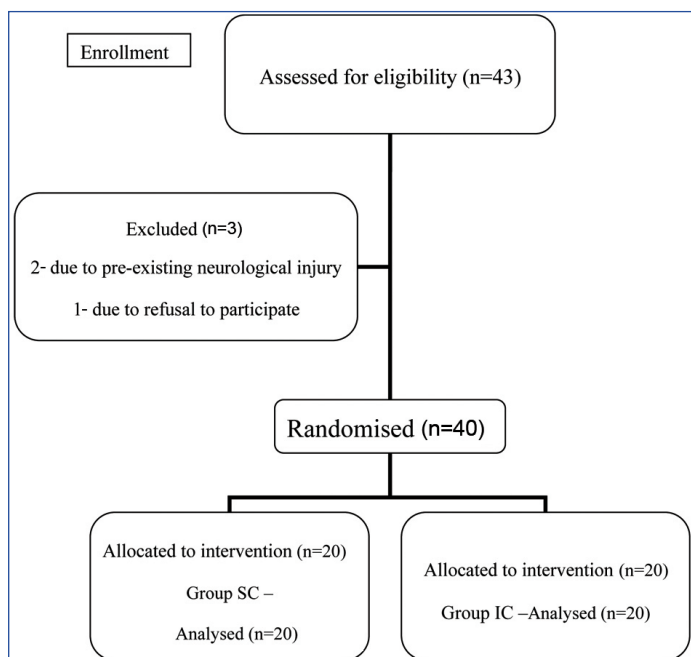 Enrollment
Assessed for eligibility (n=43)
Excluded (n=3)
2- due to pre-existing neurological injury
1- due to refusal to participate
Randomised (n=40)
Allocated to intervention (n=20)
Group SC –
Analysed (n=20)
Allocated to intervention (n=20)
Group IC –Analysed (n=20)